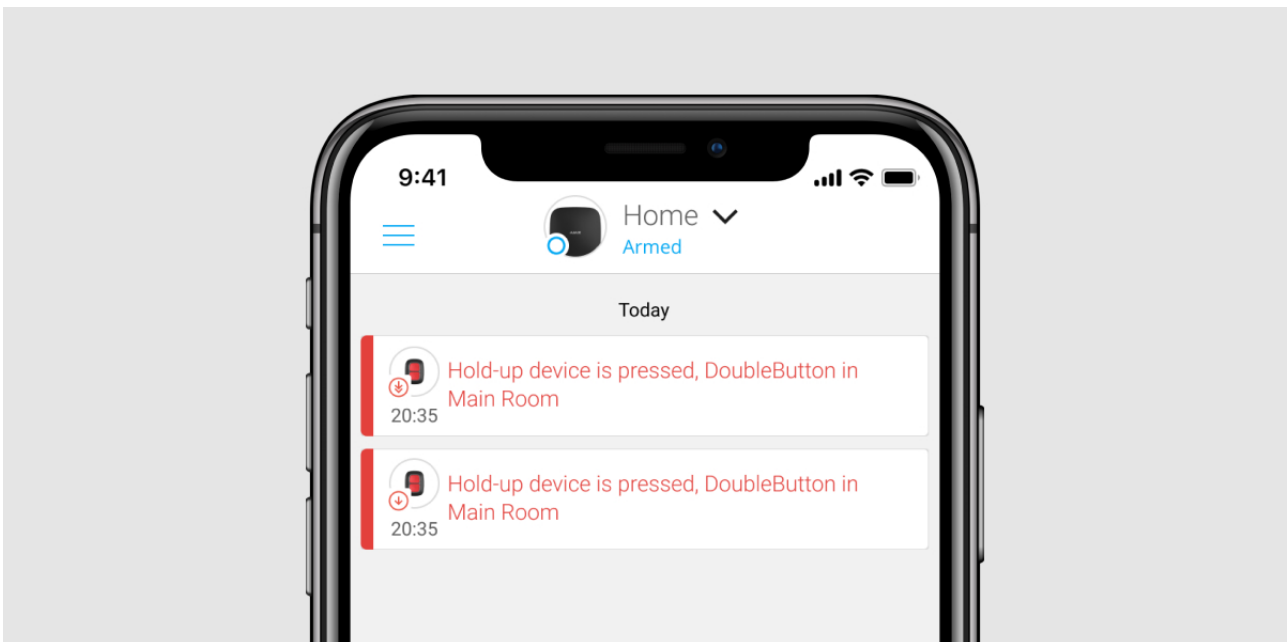 9:41
Home
Armed
Today
Hold-up device is pressed, DoubleButton in
Main Room
20:35
Hold-up device is pressed, DoubleButton in
Main Room
20:35